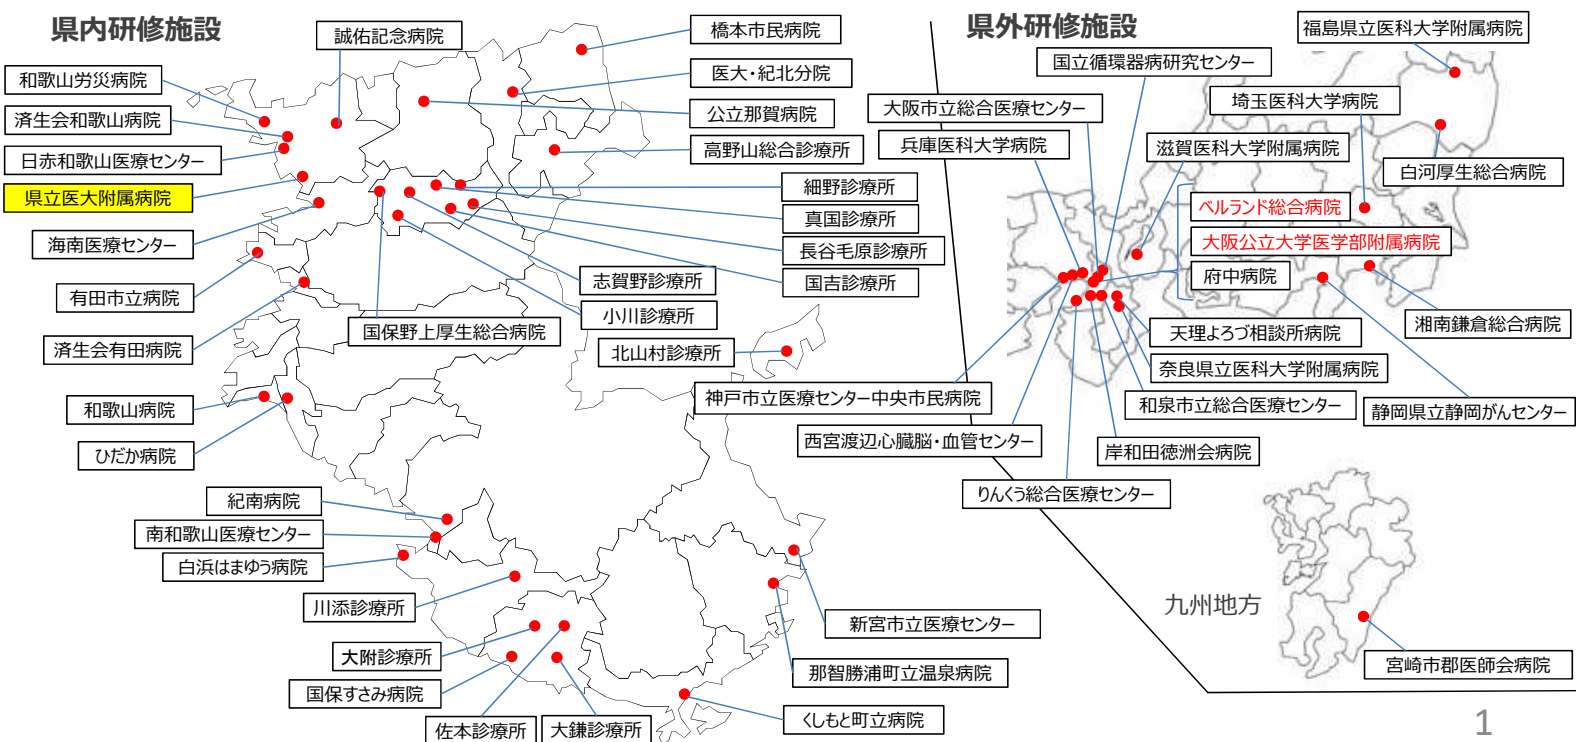 県内研修施設
誠佑記念病院
和歌山労災病院
済生会和歌山病院
日赤和歌山医療センター
県立医大附属病院
海南医療センター
有田市立病院
済生会有田病院
和歌山病院
ひだか病院
紀南病院
南和歌山医療センター
白浜はまゆう病院
川添診療所
大附診療所
国保すさみ病院
佐本診療所
大鎌診療所
橋本市民病院
医大・紀北分院
公立那賀病院
高野山総合診療所
細野診療所
真国診療所
長谷毛原診療所
国吉診療所
志賀野診療所
小川診療所
国保野上厚生総合病院
北山村診療所
新宮市立医療センター
那智勝浦町立温泉病院
くしもと町立病院
県外研修施設
国立循環器病研究センター
大阪市立総合医療センター
兵庫医科大学病院
福島県立医科大学附属病院
埼玉医科大学病院
滋賀医科大学附属病院
白河厚生総合病院
ベルランド総合病院
大阪公立大学医学部附属病院
府中病院
湘南鎌倉総合病院
天理よろづ相談所病院
奈良県立医科大学附属病院
和泉市立総合医療センター
静岡県立静岡がんセンター
神戸市立医療センター中央市民病院
西宮渡辺心臓脳・血管センター
岸和田徳洲会病院
りんくう総合医療センター
九州地方
宮崎市郡医師会病院
1